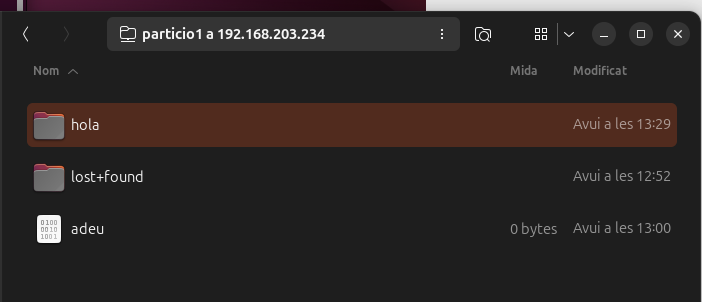 particio1 a 192.168.203.234
Nom Mida Modificat
hola Avui a les 13:29
lost+found Avui a les 12:52
adeu 0 bytes Avui a les 13:00